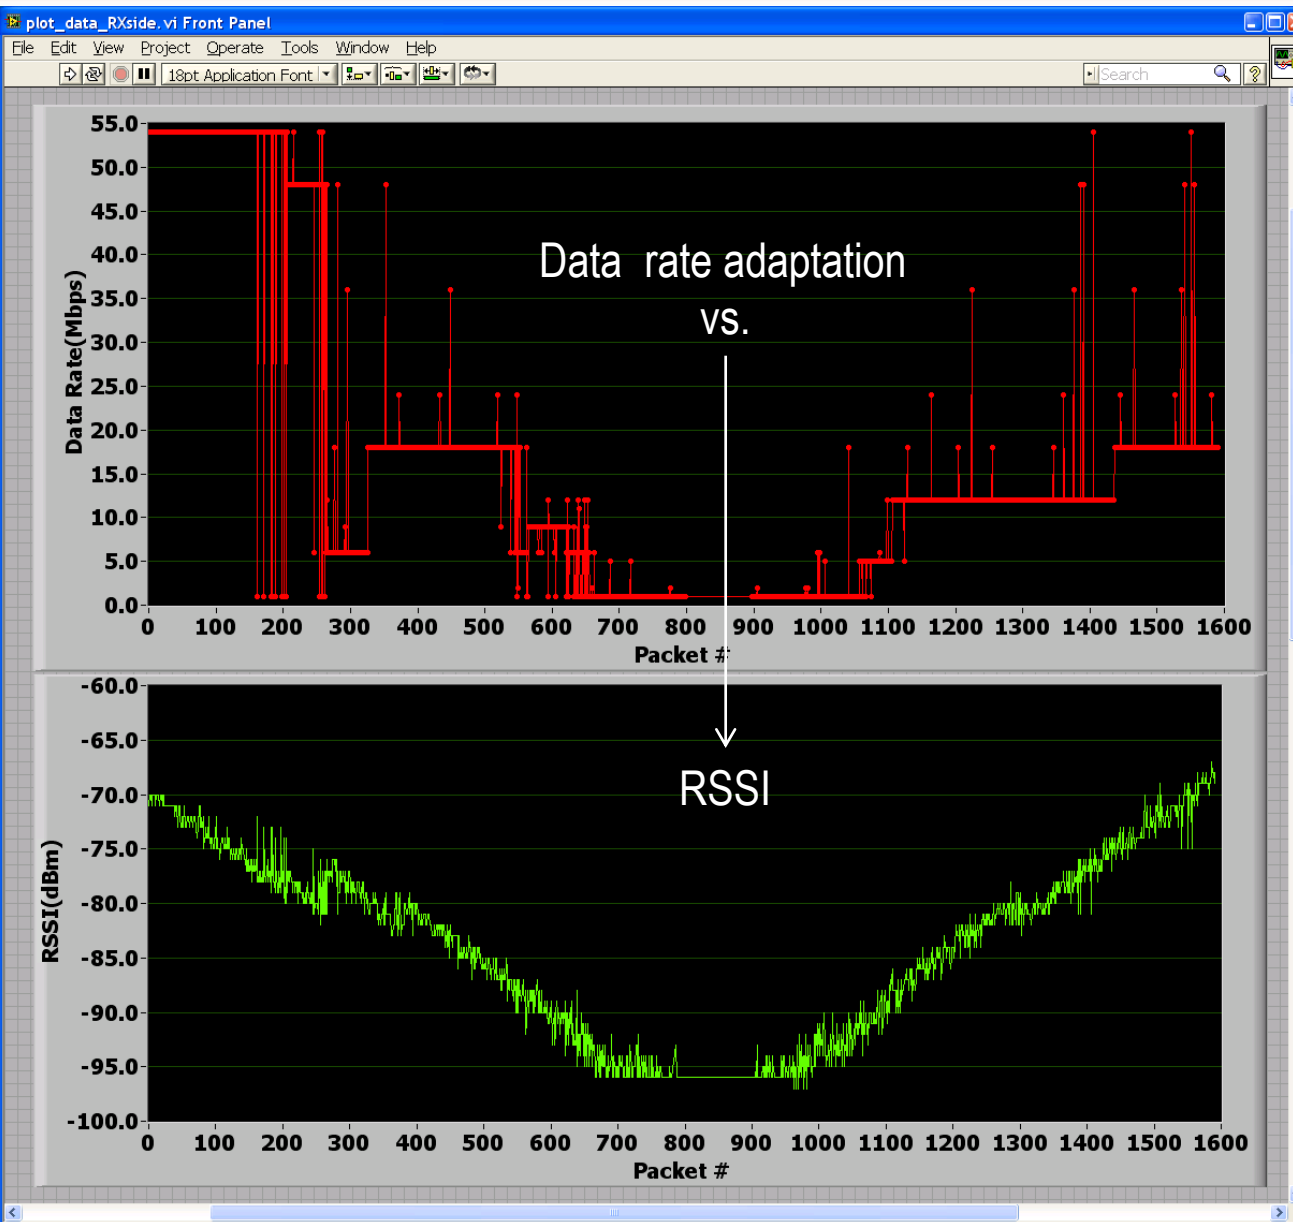 plot_data_RXside.vi Front Panel
File Edit View Project Operate Tools Window Help
18pt Application Font Search
55.0
50.0
45.0
40.0
35.0
30.0
25.0
20.0
15.0
10.0
5.0
0.0
Data Rate(Mbps)
Data rate adaptation
vs.
0 100 200 300 400 500 600 700 800 900 1000 1100 1200 1300 1400 1500 1600
Packet #
-60.0
-65.0
-70.0
-75.0
-80.0
-85.0
-90.0
-95.0
-100.0
RSSI(dBm)
RSSI
0 100 200 300 400 500 600 700 800 900 1000 1100 1200 1300 1400 1500 1600
Packet #